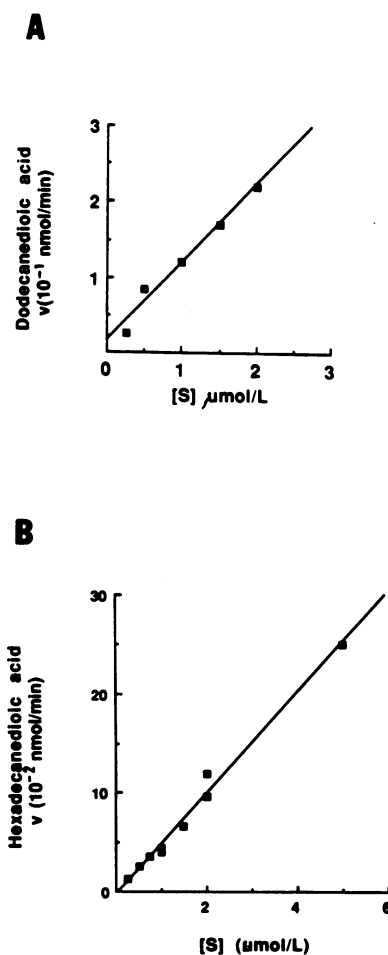 A
Dodecanedioic acid
v(10⁻¹ nmol/min)
3
2
1
0 1 2 3
[S] µmol/L
B
Hexadecanedioic acid
v (10⁻² nmol/min)
30
20
10
0
2 4 6
[S] (µmol/L)